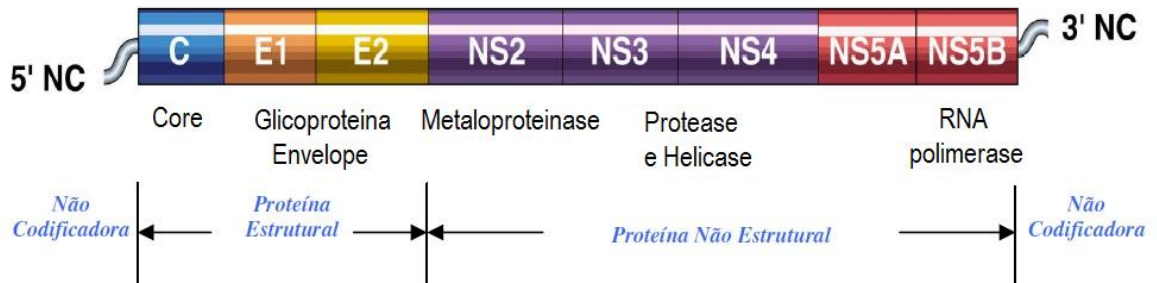 5' NC C E1 E2 NS2 NS3 NS4 NS5A NS5B 3' NC
Core
Glicoproteína
Envelope
Metaloproteinase
Protease
e Helicase
RNA
polimerase
Não
Codificadora
Proteína
Estrutural
Proteína Não Estrutural
Não
Codificadora